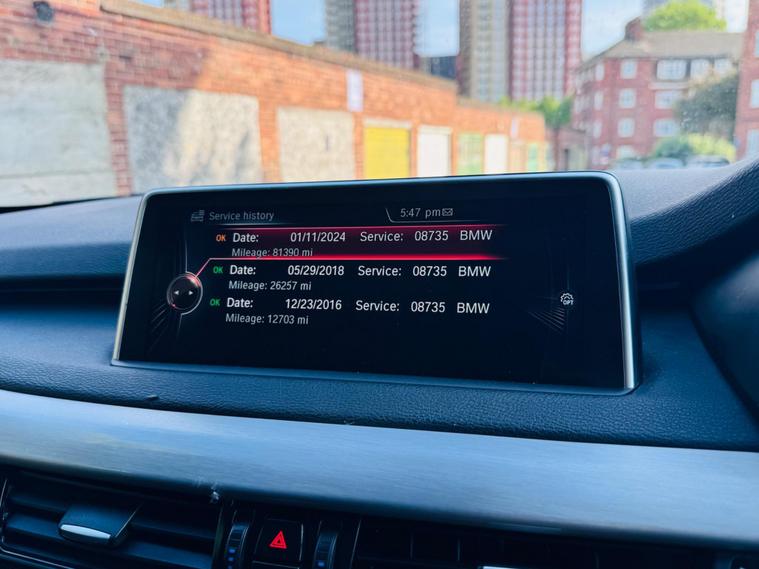 Service history 5:47 pm
OK Date: 01/11/2024 Service: 08735 BMW
Mileage: 81390 mi
OK Date: 05/29/2018 Service: 08735 BMW
Mileage: 26257 mi
OK Date: 12/23/2016 Service: 08735 BMW
Mileage: 12703 mi
OPT